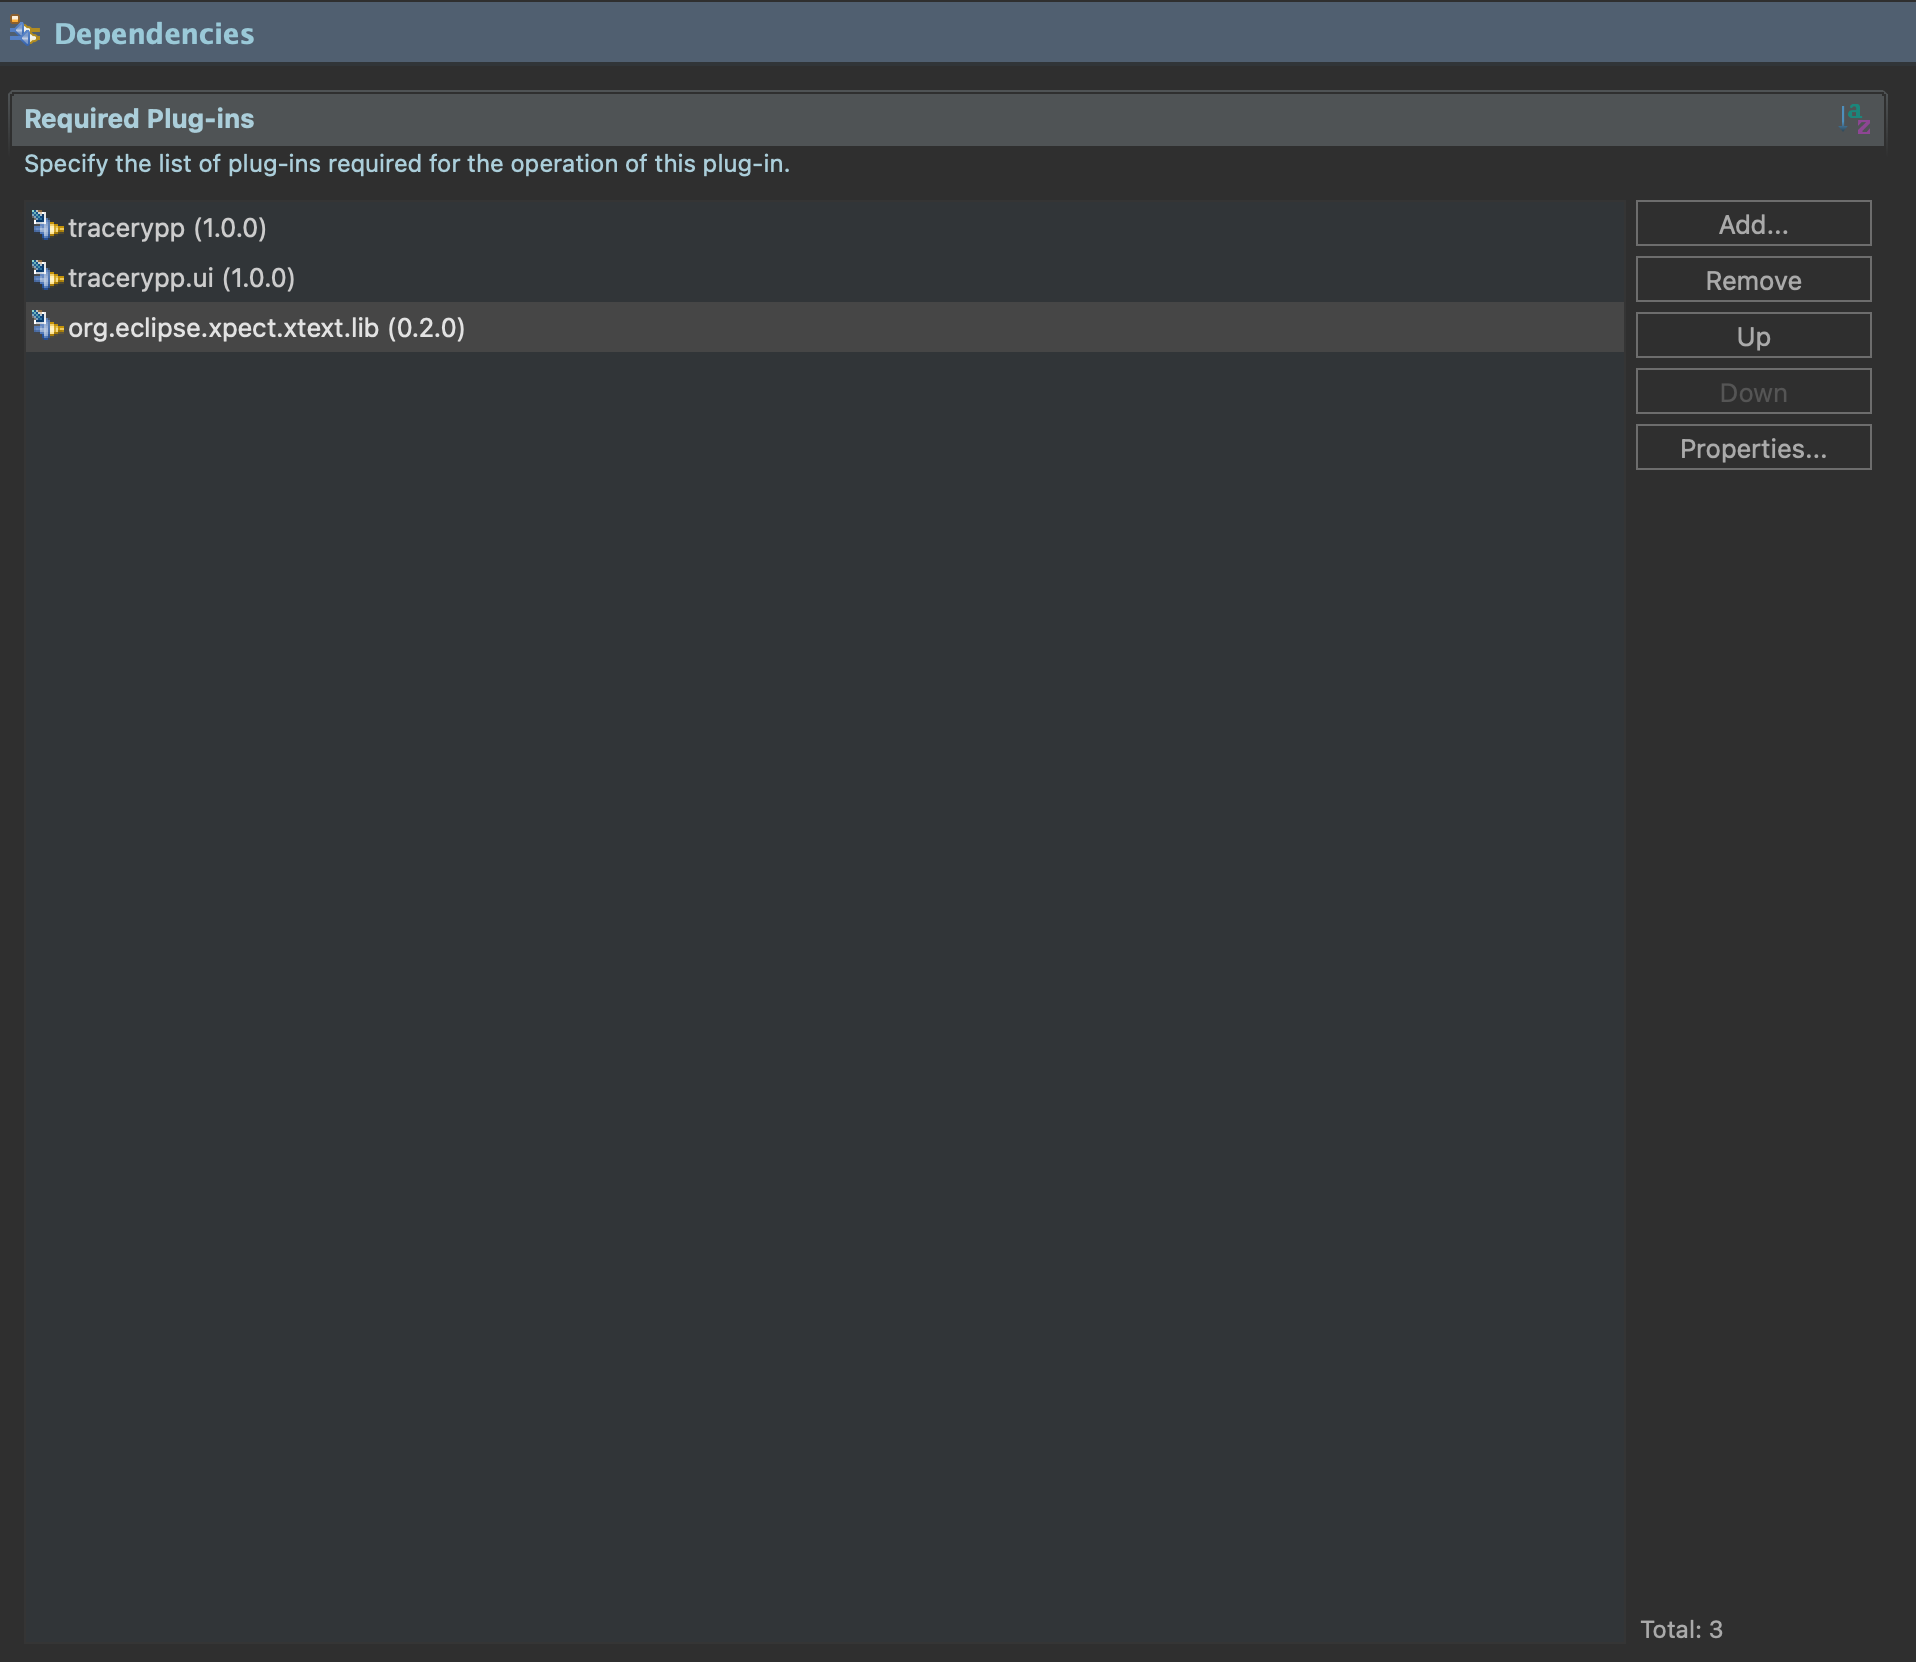 Dependencies
Required Plug-ins
Specify the list of plug-ins required for the operation of this plug-in.
tracerypp (1.0.0)
tracerypp.ui (1.0.0)
org.eclipse.xpect.xtext.lib (0.2.0)
Add...
Remove
Up
Down
Properties...
Total: 3